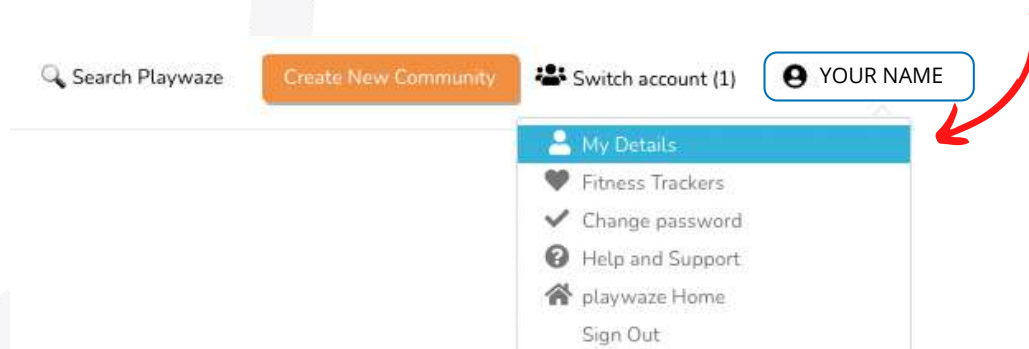 Search Playwaze Create New Community Switch account (1) YOUR NAME
My Details
Fitness Trackers
Change password
Help and Support
playwaze Home
Sign Out